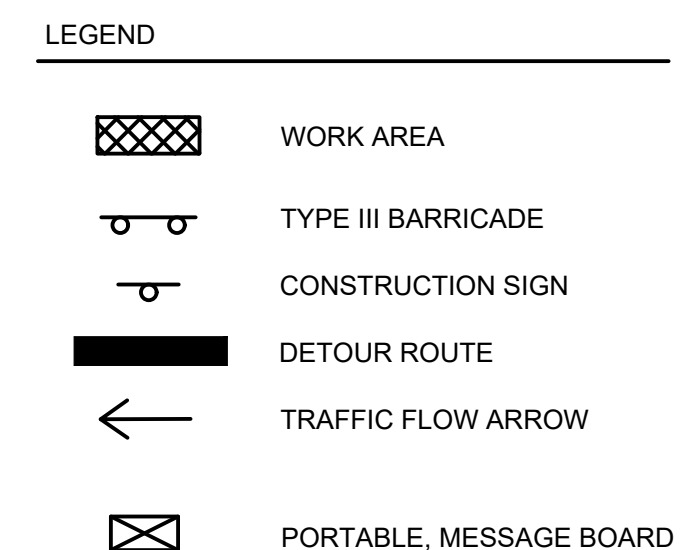 LEGEND
WORK AREA
TYPE III BARRICADE
CONSTRUCTION SIGN
DETOUR ROUTE
TRAFFIC FLOW ARROW
PORTABLE, MESSAGE BOARD